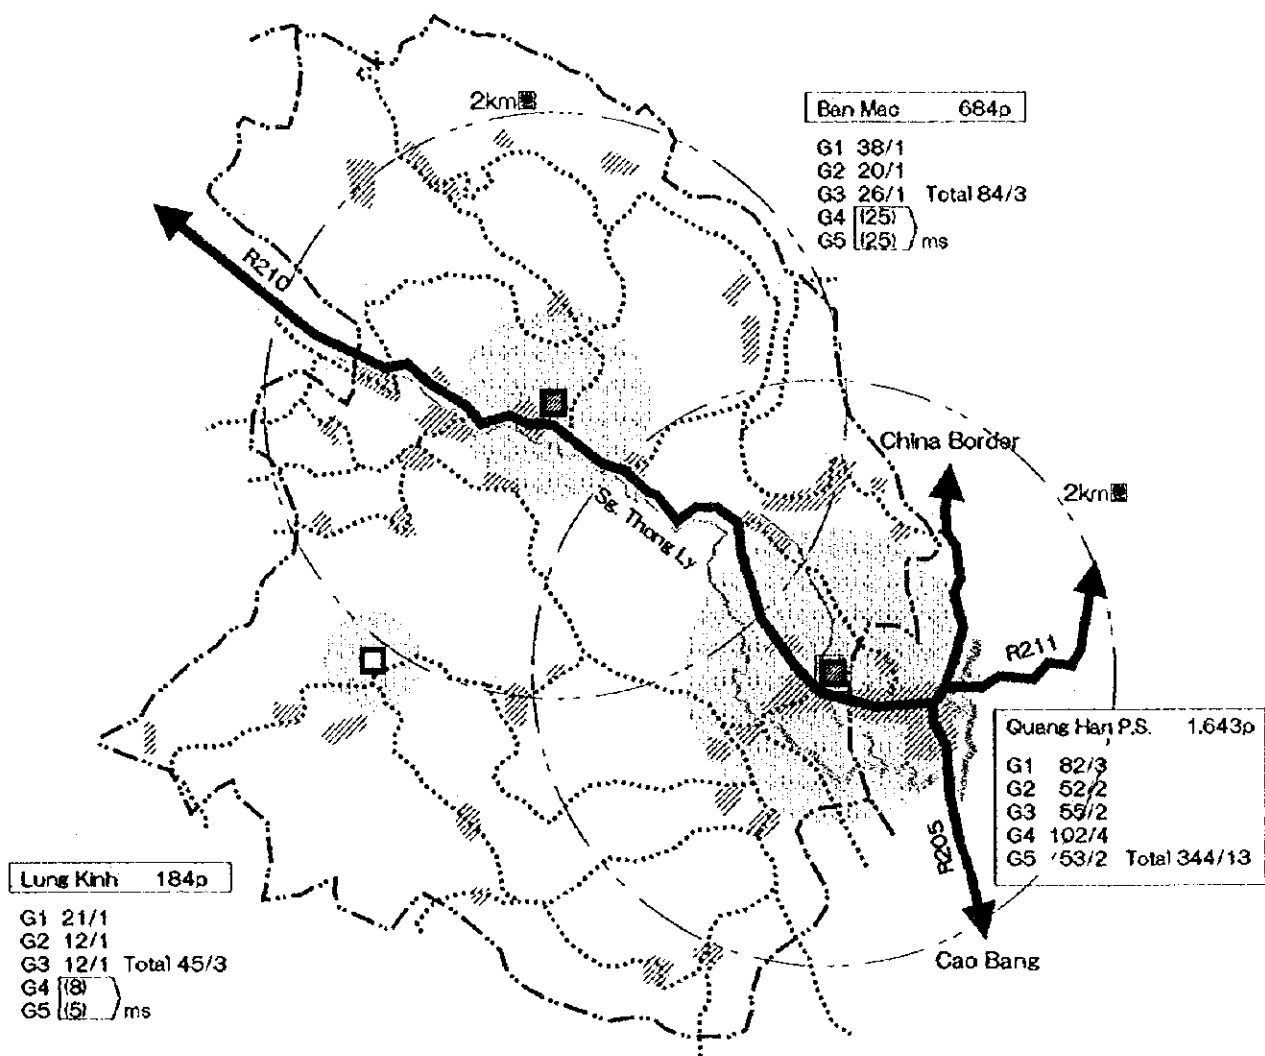 2km圏
Ban Mac 684p
G1 38/1
G2 20/1
G3 26/1 Total 84/3
G4 (25)
G5 (25) ms
R210
China Border
2km圏
Sg. Thong Ly
R211
Quang Han P.S. 1.643p
G1 82/3
G2 52/2
G3 55/2
G4 102/4
G5 53/2 Total 344/13
R205
Cao Bang
Lung Kinh 184p
G1 21/1
G2 12/1
G3 12/1 Total 45/3
G4 (8)
G5 (5) ms